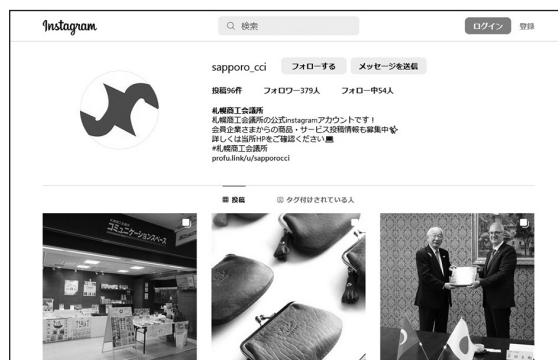 Instagram
検索
ログイン 登録
sapporo_cci フォローする メッセージを送信
投稿96件 フォロワー379人 フォロー中54人
札幌商工会議所
札幌商工会議所の公式instagramアカウントです！
会員企業さまからの商品・サービス投稿情報も募集中
詳しくは当所HPをご確認ください
#札幌商工会議所
profu.link/u/sapporocci
投稿 タグ付けされている人
コミュニケーションスペース